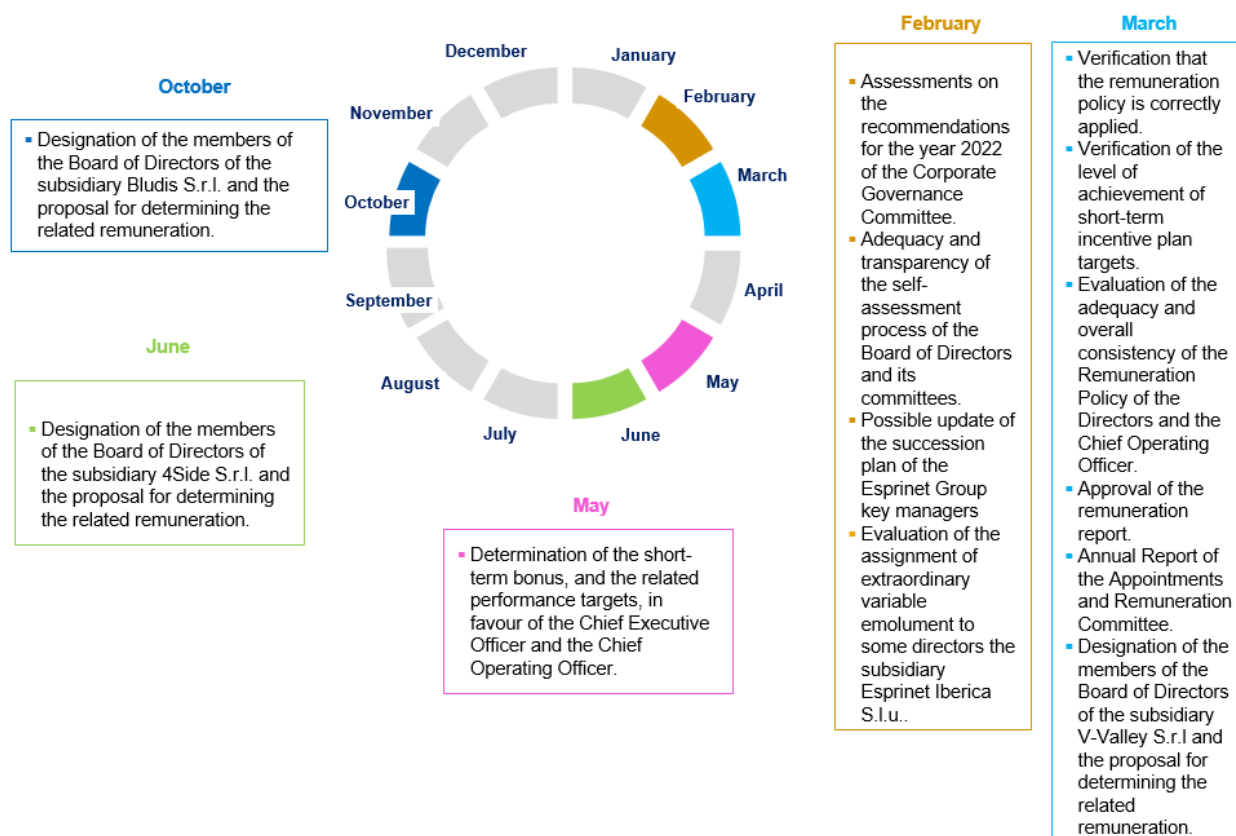 October
▪ Designation of the members of
the Board of Directors of the
subsidiary Bludis S.r.l. and the
proposal for determining the
related remuneration.
June
▪ Designation of the members
of the Board of Directors of
the subsidiary 4Side S.r.l. and
the proposal for determining
the related remuneration.
December
January
November
February
October
March
September
April
August
May
July
June
May
▪ Determination of the short-
term bonus, and the related
performance targets, in
favour of the Chief Executive
Officer and the Chief
Operating Officer.
February
▪ Assessments on
the
recommendations
for the year 2022
of the Corporate
Governance
Committee.
▪ Adequacy and
transparency of
the self-
assessment
process of the
Board of Directors
and its
committees.
▪ Possible update of
the succession
plan of the
Esprinet Group
key managers
▪ Evaluation of the
assignment of
extraordinary
variable
emolument to
some directors the
subsidiary
Esprinet Iberica
S.l.u..
March
▪ Verification that
the remuneration
policy is correctly
applied.
▪ Verification of the
level of
achievement of
short-term
incentive plan
targets.
▪ Evaluation of the
adequacy and
overall
consistency of the
Remuneration
Policy of the
Directors and the
Chief Operating
Officer.
▪ Approval of the
remuneration
report.
▪ Annual Report of
the Appointments
and Remuneration
Committee.
▪ Designation of the
members of the
Board of Directors
of the subsidiary
V-Valley S.r.l and
the proposal for
determining the
related
remuneration.